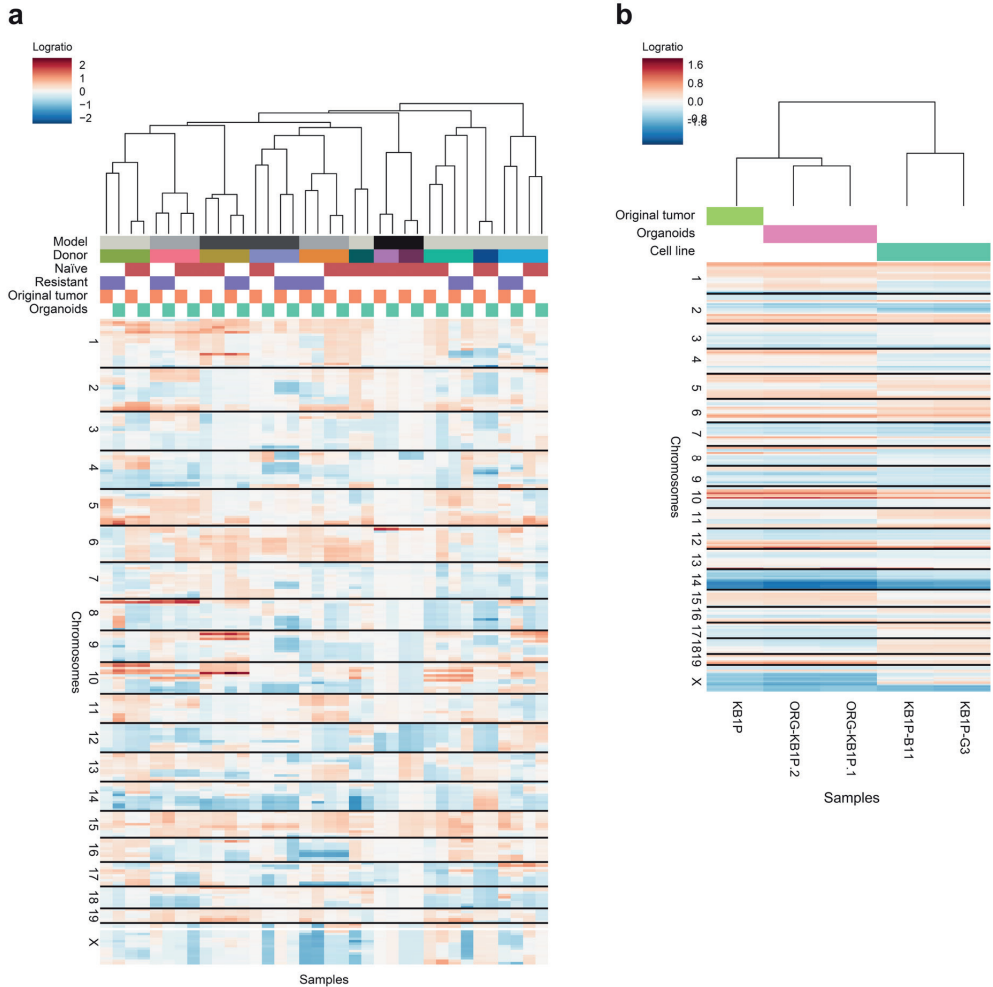 a
Logratio
2
1
0
−1
−2
Model
Donor
Naïve
Resistant
Original tumor
Organoids
Chromosomes
1
2
3
4
5
6
7
8
9
10
11
12
13
14
15
16
17
18
19
X
Samples
b
Logratio
1.6
0.8
0.0
−0.8
−1.6
Original tumor
Organoids
Cell line
Chromosomes
1
2
3
4
5
6
7
8
9
10
11
12
13
14
15
16
17
18
19
X
KB1P
ORG-KB1P.2
ORG-KB1P.1
KB1P-B11
KB1P-G3
Samples